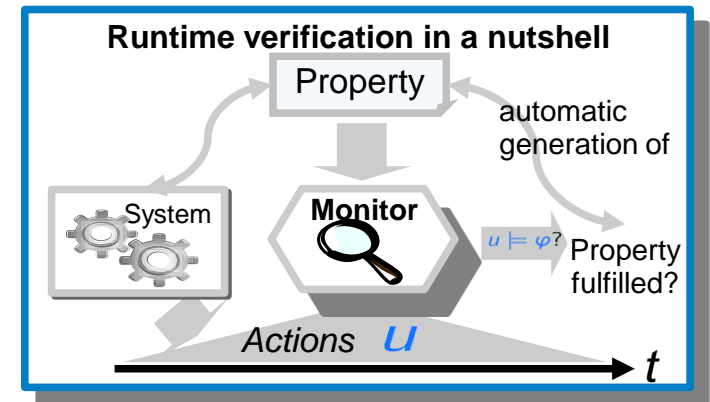 Runtime verification in a nutshell
Property
automatic
generation of
System
Monitor
u ⊨ φ?
Property
fulfilled?
Actions u
t